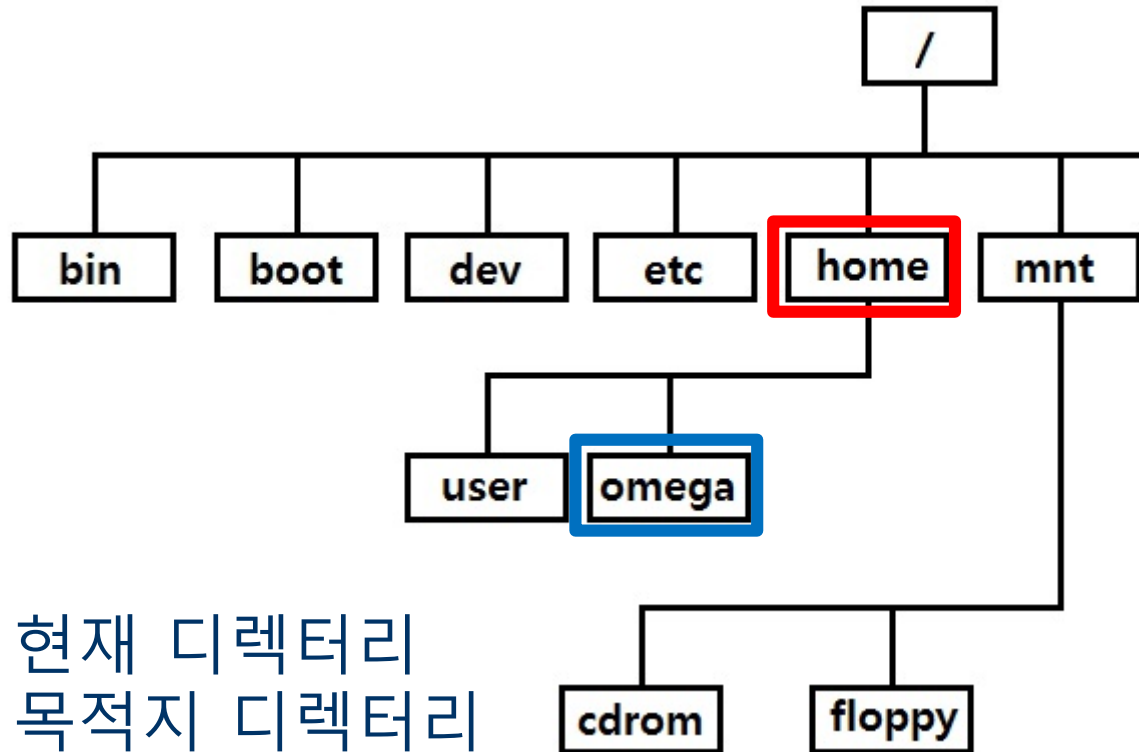 /
bin boot dev etc home mnt
user omega
현재 디렉터리
목적지 디렉터리
cdrom floppy